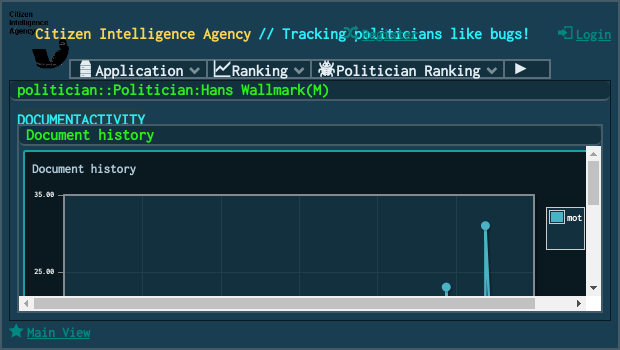 Citizen
Intelligence
Agency
Citizen Intelligence Agency // Tracking politicians like bugs!
Register
Login
Application
Ranking
Politician Ranking
politician::Politician:Hans Wallmark(M)
DOCUMENTACTIVITY
Document history
Document history
35.00
mot
25.00
Main View